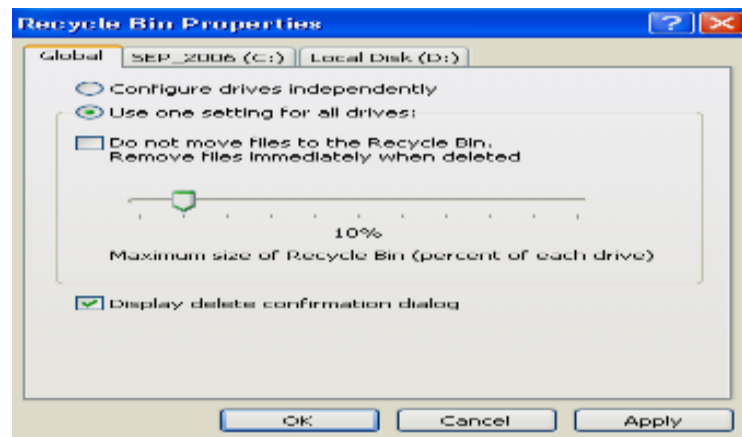 Recycle Bin Properties
Global SEP_2006 (C:) Local Disk (D:)
Configure drives independently
Use one setting for all drives:
Do not move files to the Recycle Bin.
Remove files immediately when deleted
10%
Maximum size of Recycle Bin (percent of each drive)
Display delete confirmation dialog
OK Cancel Apply